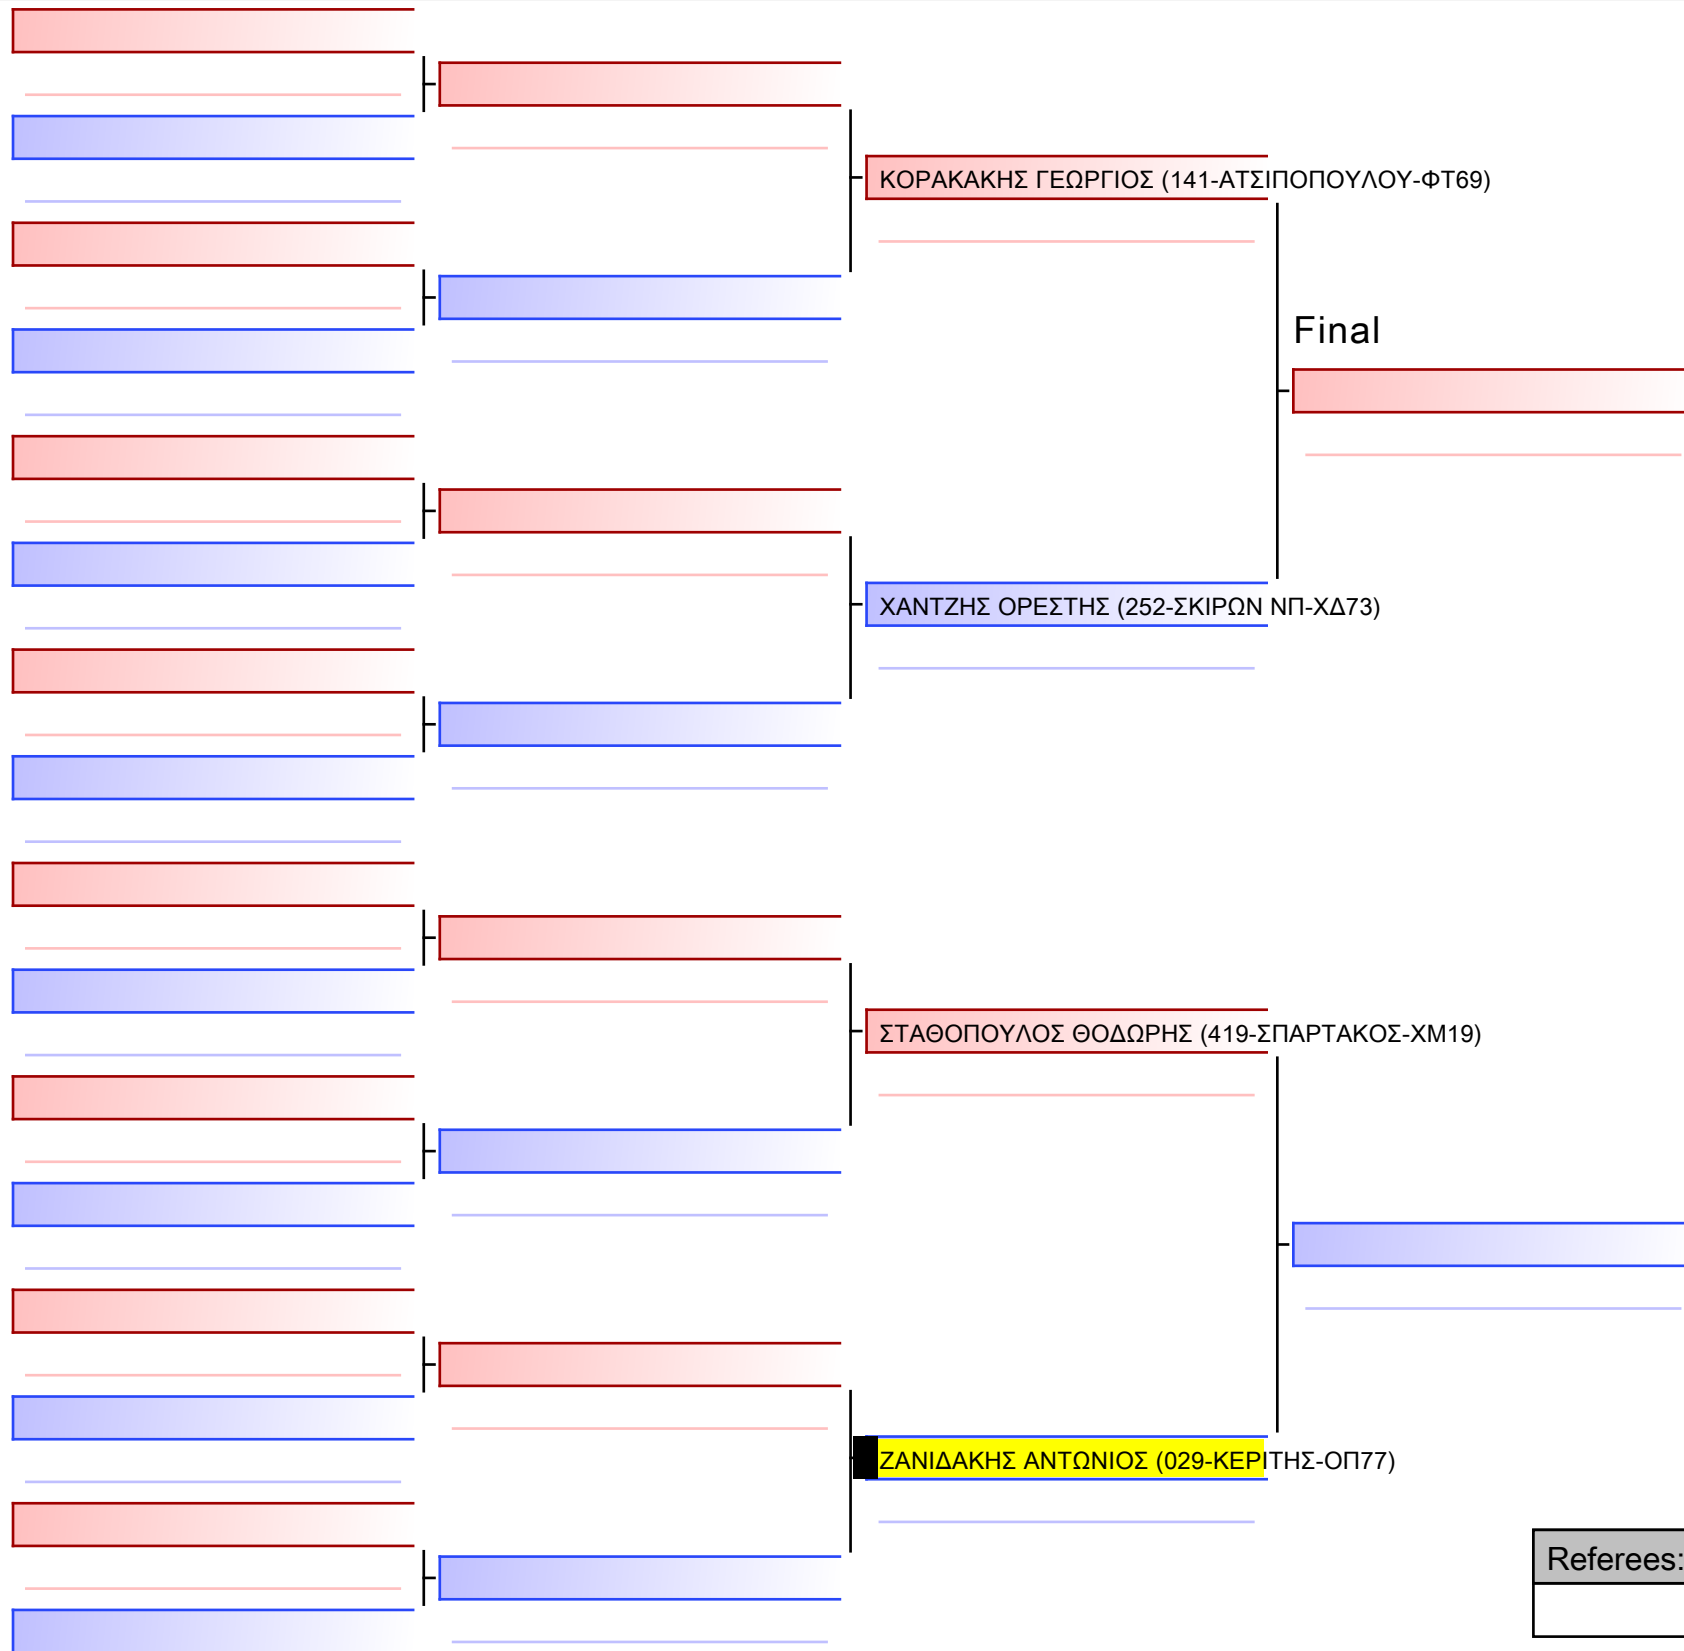 ΚΟΡΑΚΑΚΗΣ ΓΕΩΡΓΙΟΣ (141-ΑΤΣΙΠΟΠΟΥΛΟΥ-ΦΤ69)
Final
ΧΑΝΤΖΗΣ ΟΡΕΣΤΗΣ (252-ΣΚΙΡΩΝ ΝΠ-ΧΔ73)
ΣΤΑΘΟΠΟΥΛΟΣ ΘΟΔΩΡΗΣ (419-ΣΠΑΡΤΑΚΟΣ-ΧΜ19)
ΖΑΝΙΔΑΚΗΣ ΑΝΤΩΝΙΟΣ (029-ΚΕΡΙΤΗΣ-ΟΠ77)
Referees: